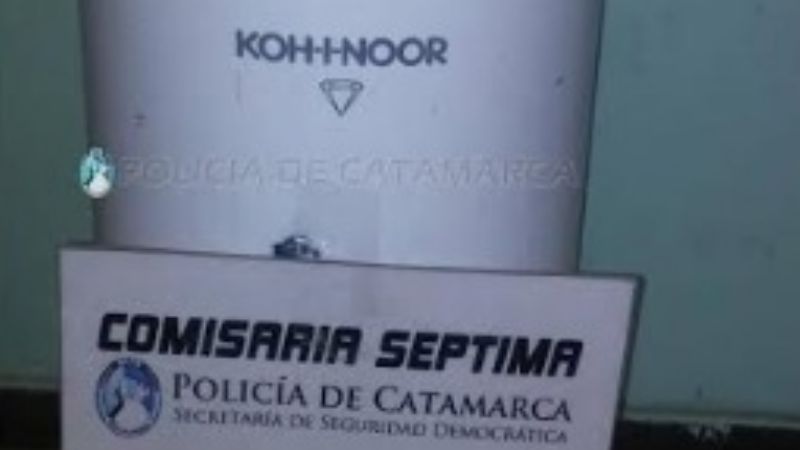 KOH-I-NOOR
POLICIA DE CATAMARCA
COMISARIA SEPTIMA
POLICÍA DE CATAMARCA
SECRETARÍA DE SEGURIDAD DEMOCRÁTICA